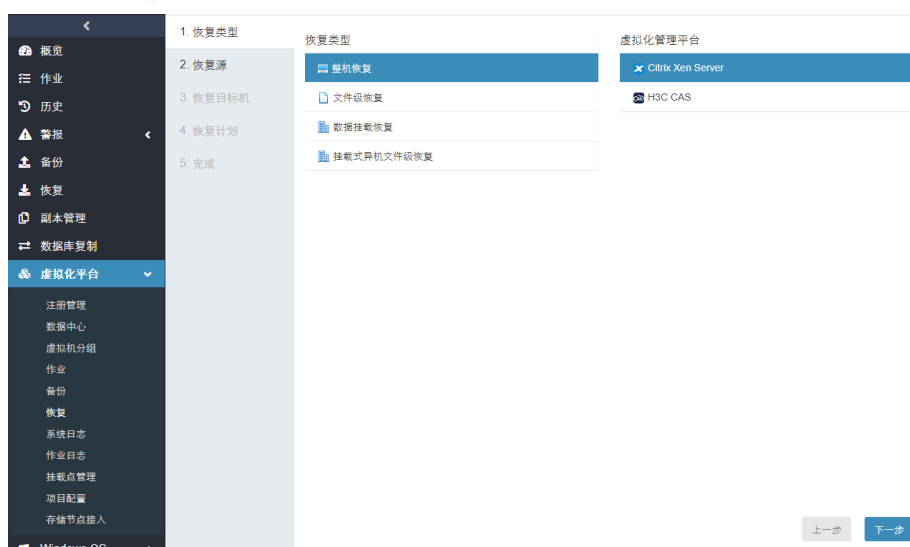 概览
作业
历史
警报
备份
恢复
副本管理
数据库复制
虚拟化平台
注册管理
数据中心
虚拟机分组
作业
备份
恢复
系统日志
作业日志
挂载点管理
项目配置
存储节点接入
Windows OS
1. 恢复类型
2. 恢复源
3. 恢复目标机
4. 恢复计划
5. 完成
恢复类型
整机恢复
文件级恢复
数据挂载恢复
挂载式异机文件级恢复
虚拟化管理平台
Citrix Xen Server
H3C CAS
上一步
下一步